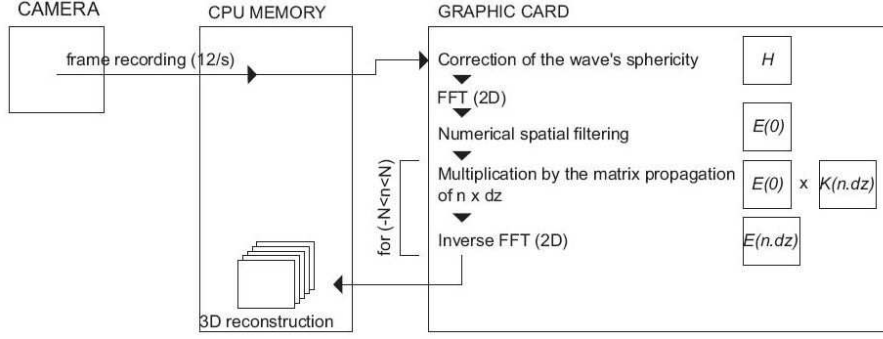 CAMERA
CPU MEMORY
GRAPHIC CARD
frame recording (12/s)
Correction of the wave's sphericity
H
FFT (2D)
Numerical spatial filtering
E(0)
for (-N<n<N)
Multiplication by the matrix propagation
of n x dz
E(0) x K(n.dz)
Inverse FFT (2D)
E(n.dz)
3D reconstruction